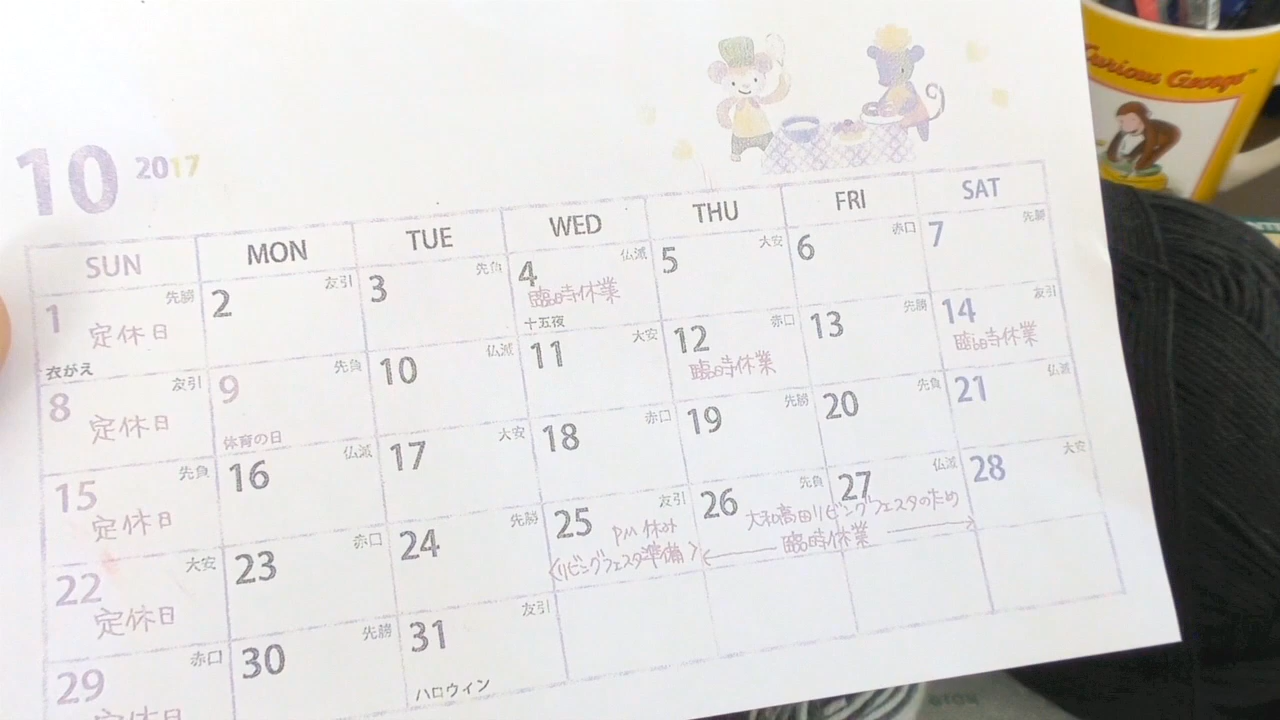 Curious George
10 2017
SUN MON TUE WED THU FRI SAT
1 先勝 定休日 衣がえ
2 友引
3 先負
4 仏滅 臨時休業 十五夜
5 大安
6 赤口
7 先勝
8 友引 定休日
9 先負 体育の日
10 仏滅
11 大安
12 赤口 臨時休業
13 先勝
14 友引 臨時休業
15 先負 定休日
16 仏滅
17 大安
18 赤口
19 先勝
20 先負
21 仏滅
22 大安 定休日
23 赤口
24 先勝
25 友引 PM 休み
〈リビングフェスタ準備〉
26 先負
27 仏滅
大和高田リビングフェスタのため
臨時休業
28 大安
29 赤口 定休日
30 先勝
31 友引 ハロウィン